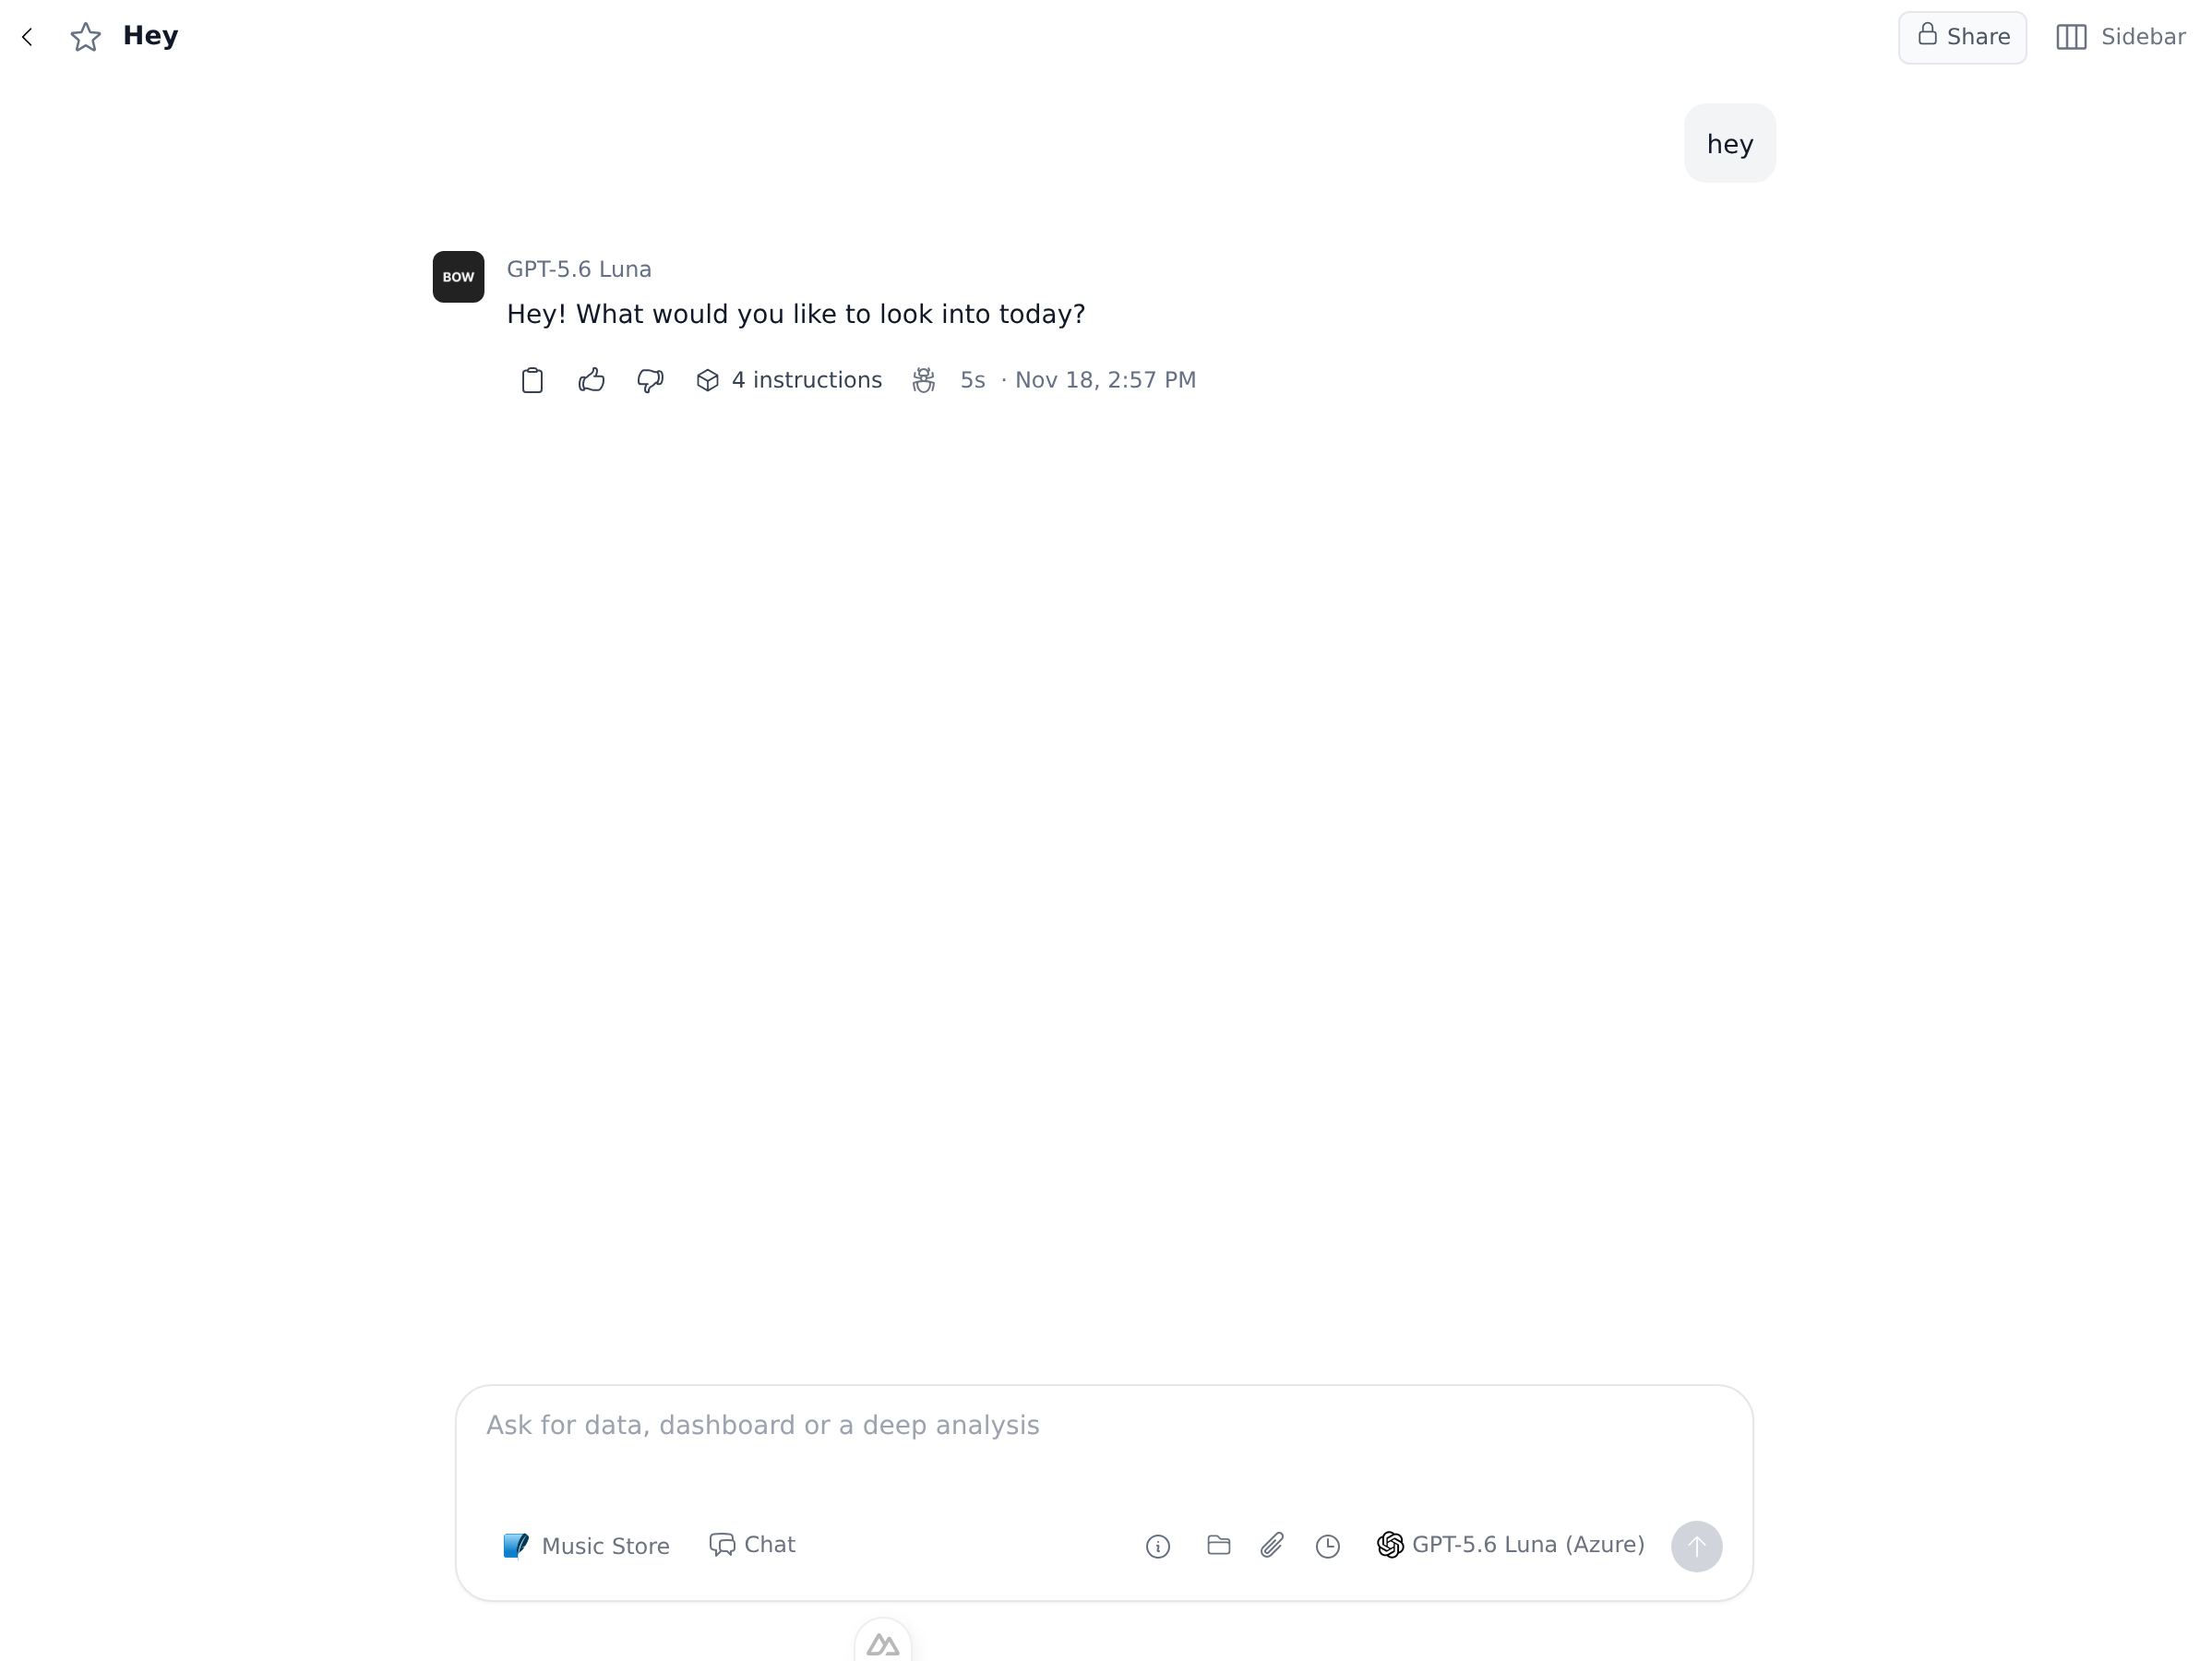 Hey
Share
Sidebar
hey
BOW
GPT-5.6 Luna
Hey! What would you like to look into today?
4 instructions
5s · Nov 18, 2:57 PM
Ask for data, dashboard or a deep analysis
Music Store
Chat
GPT-5.6 Luna (Azure)